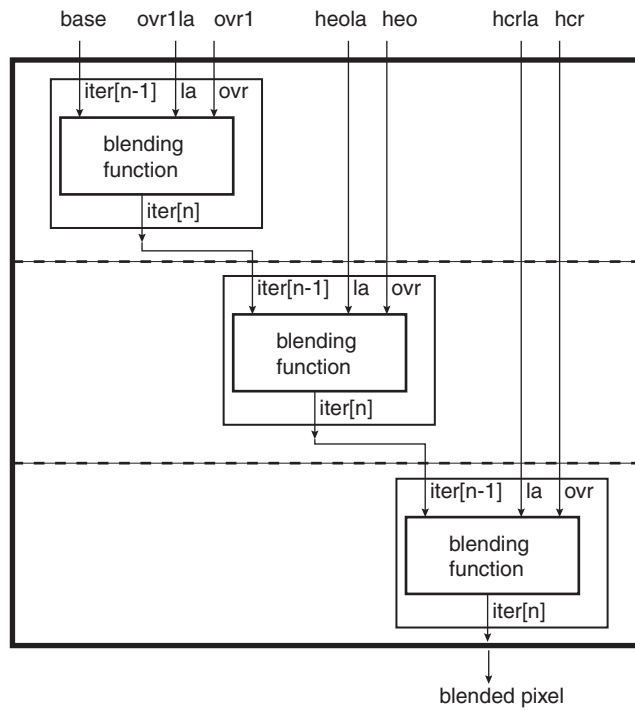 base ovr1la ovr1 heola heo hcrla hcr
iter[n-1] la ovr
blending
function
iter[n]
iter[n-1] la ovr
blending
function
iter[n]
iter[n-1] la ovr
blending
function
iter[n]
blended pixel